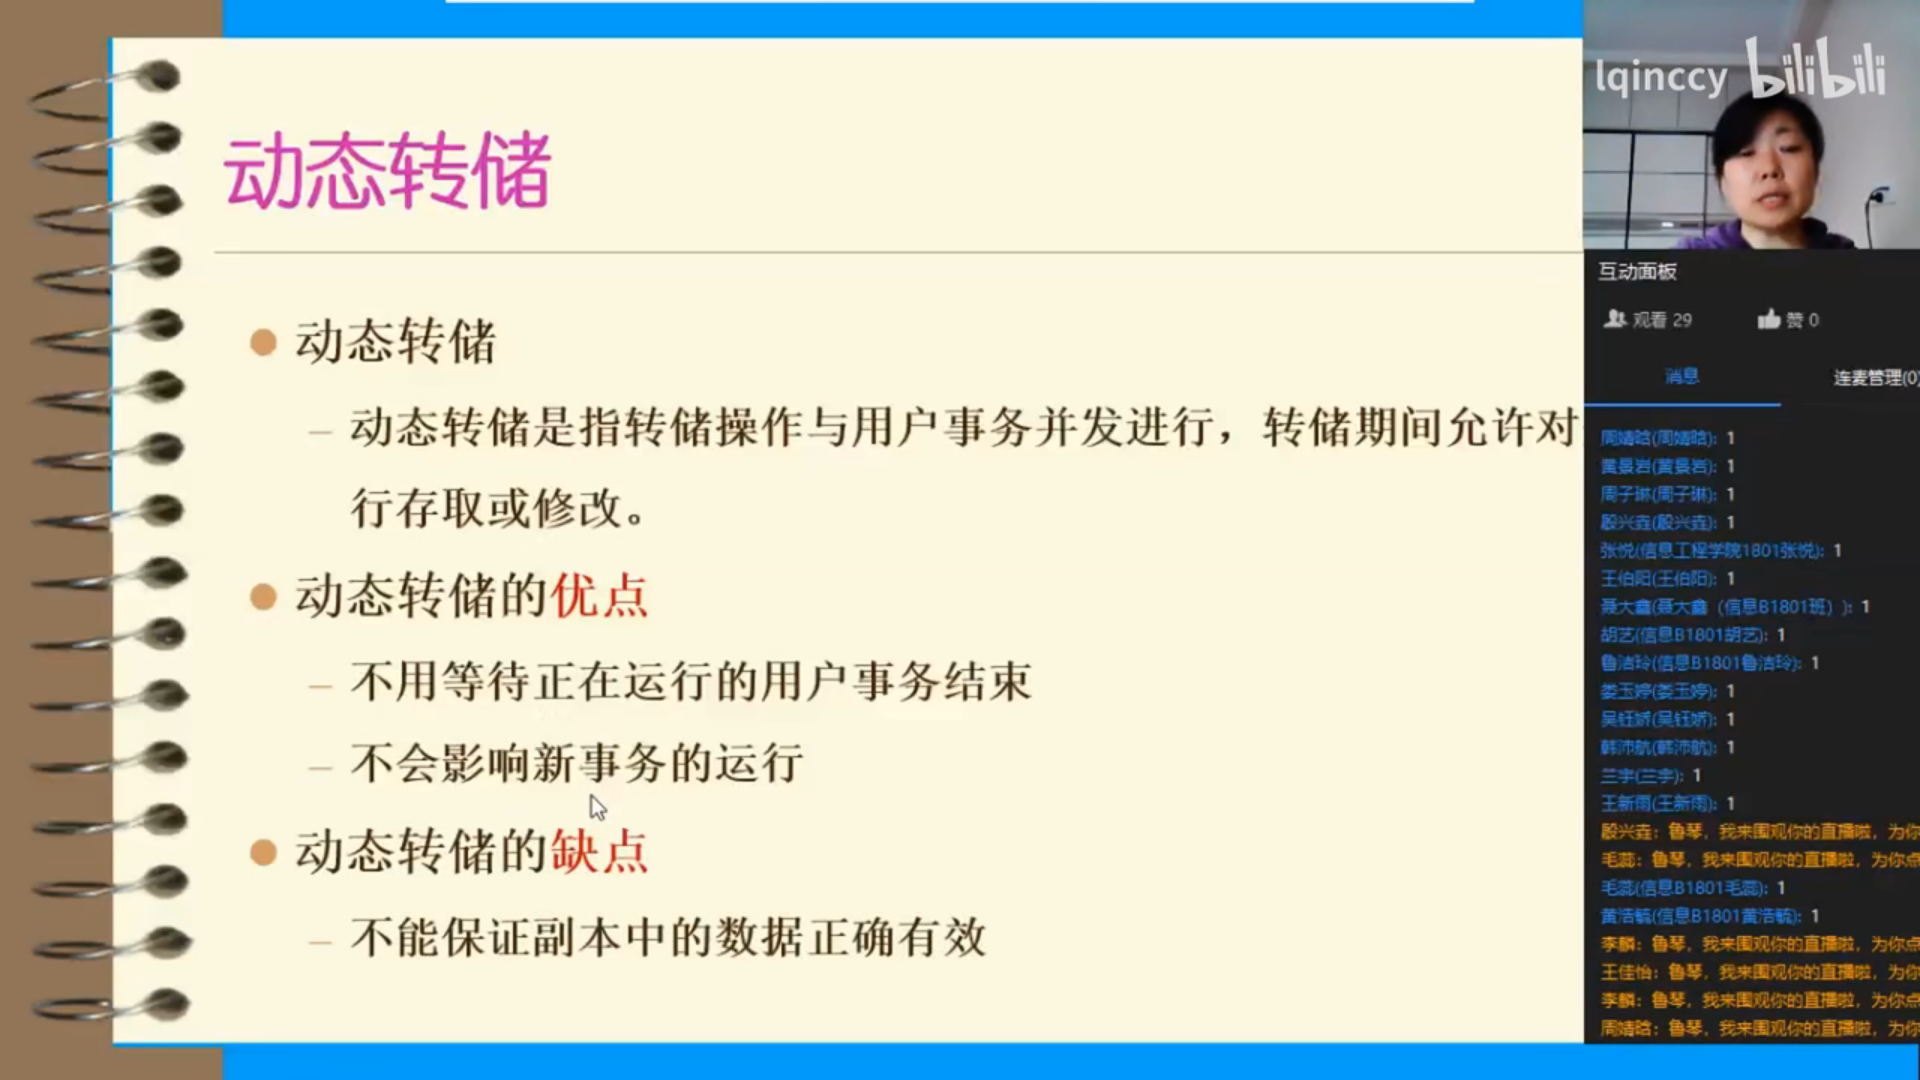 动态转储
动态转储
动态转储是指转储操作与用户事务并发进行，转储期间允许对
行存取或修改。
动态转储的优点
不用等待正在运行的用户事务结束
不会影响新事务的运行
动态转储的缺点
不能保证副本中的数据正确有效
lqinccy bilibili
互动面板
观看 29 赞 0
消息 连麦管理(0)
周婧晗(周婧晗): 1
黄景岩(黄景岩): 1
周子琳(周子琳): 1
殷兴垚(殷兴垚): 1
张悦(信息工程学院1801张悦): 1
王伯阳(王伯阳): 1
聂大鑫(聂大鑫（信息B1801班）): 1
胡艺(信息B1801胡艺): 1
鲁洁玲(信息B1801鲁洁玲): 1
娄玉婷(娄玉婷): 1
吴钰娇(吴钰娇): 1
韩沛航(韩沛航): 1
兰宇(兰宇): 1
王新雨(王新雨): 1
殷兴垚: 鲁琴，我来围观你的直播啦，为你
毛蕊: 鲁琴，我来围观你的直播啦，为你点
毛蕊(信息B1801毛蕊): 1
黄浩毓(信息B1801黄浩毓): 1
李麟: 鲁琴，我来围观你的直播啦，为你点
王佳怡: 鲁琴，我来围观你的直播啦，为你
李麟: 鲁琴，我来围观你的直播啦，为你点
周婧晗: 鲁琴，我来围观你的直播啦，为你